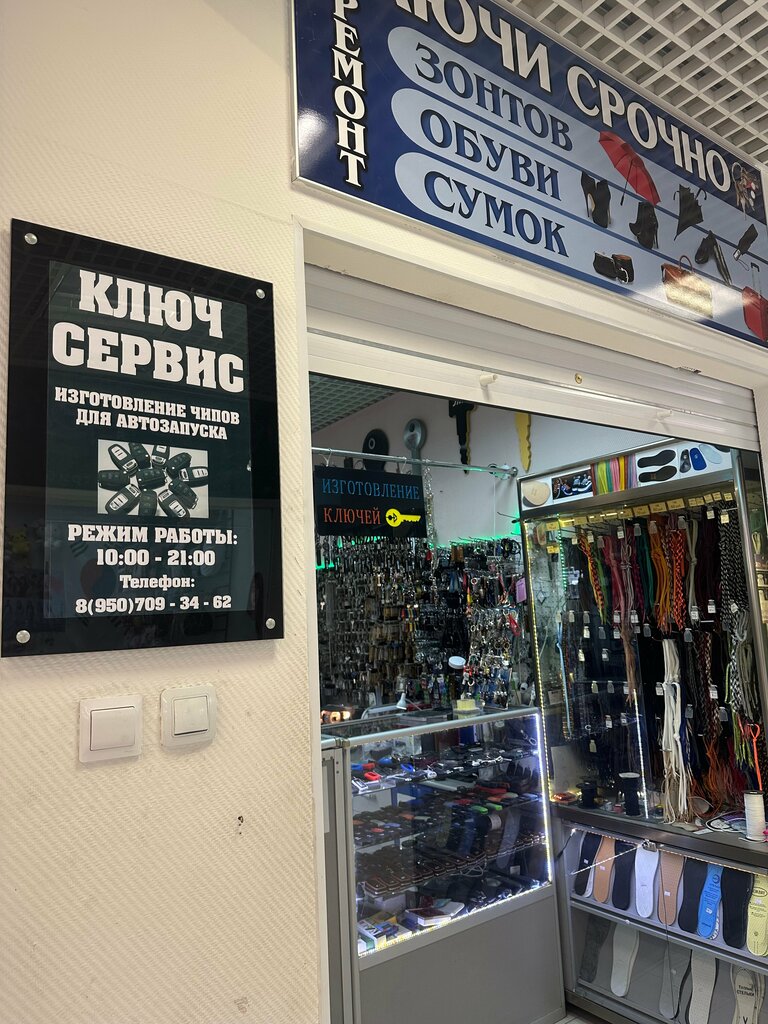 КЛЮЧИ СРОЧНО
РЕМОНТ
ЗОНТОВ
ОБУВИ
СУМОК
КЛЮЧ
СЕРВИС
ИЗГОТОВЛЕНИЕ ЧИПОВ
ДЛЯ АВТОЗАПУСКА
РЕЖИМ РАБОТЫ:
10:00 - 21:00
Телефон:
8(950)709 - 34 - 62
ИЗГОТОВЛЕНИЕ
КЛЮЧЕЙ